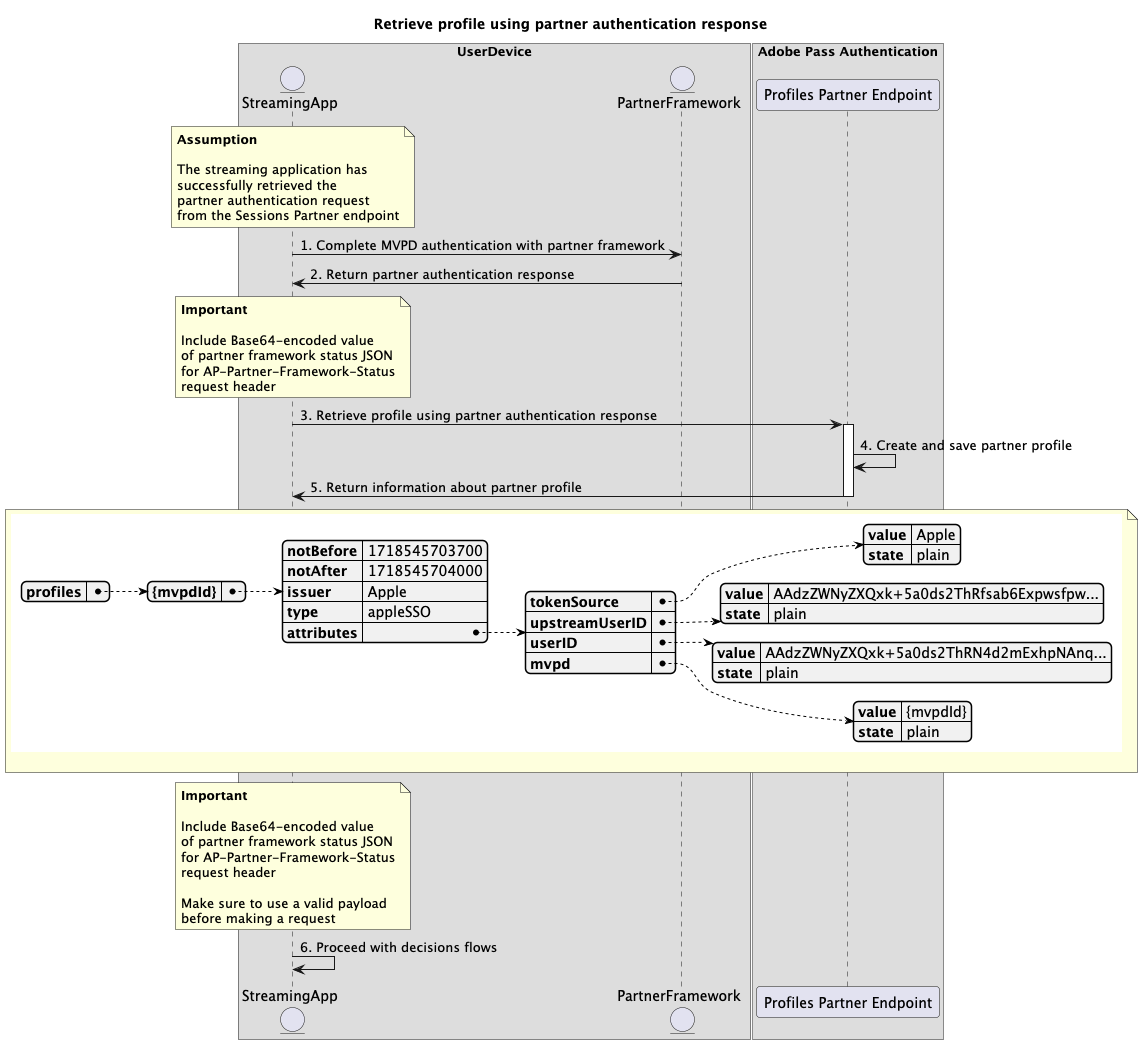 Retrieve profile using partner authentication response
UserDevice
Adobe Pass Authentication
StreamingApp
PartnerFramework
Profiles Partner Endpoint
Assumption
The streaming application has
successfully retrieved the
partner authentication request
from the Sessions Partner endpoint
1. Complete MVPD authentication with partner framework
2. Return partner authentication response
Important
Include Base64-encoded value
of partner framework status JSON
for AP-Partner-Framework-Status
request header
3. Retrieve profile using partner authentication response
4. Create and save partner profile
5. Return information about partner profile
profiles
{mvpdId}
notBefore 1718545703700
notAfter 1718545704000
issuer Apple
type appleSSO
attributes
tokenSource
upstreamUserID
userID
mvpd
value Apple
state plain
value AAdzZWNyZXQxk+5a0ds2ThRfsab6Expwsfpw...
state plain
value AAdzZWNyZXQxk+5a0ds2ThRN4d2mExhpNAnq...
state plain
value {mvpdId}
state plain
Important
Include Base64-encoded value
of partner framework status JSON
for AP-Partner-Framework-Status
request header
Make sure to use a valid payload
before making a request
6. Proceed with decisions flows
StreamingApp
PartnerFramework
Profiles Partner Endpoint